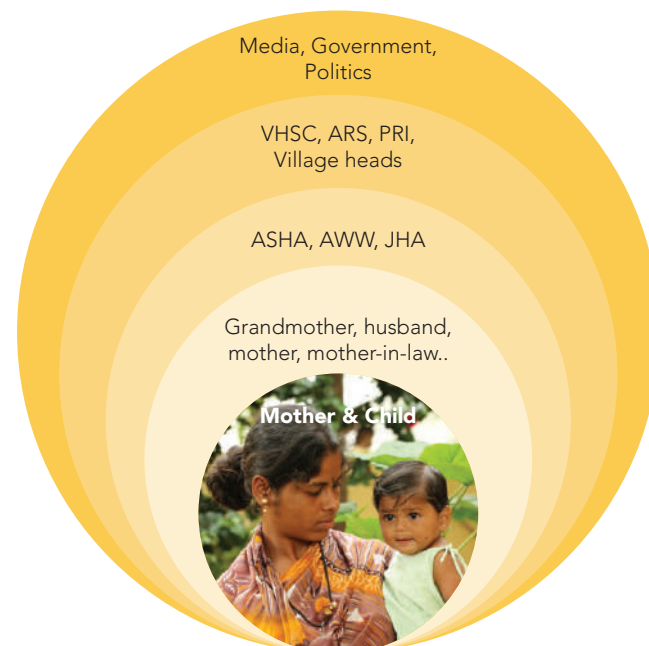 Media, Government,
Politics
VHSC, ARS, PRI,
Village heads
ASHA, AWW, JHA
Grandmother, husband,
mother, mother-in-law..
Mother & Child